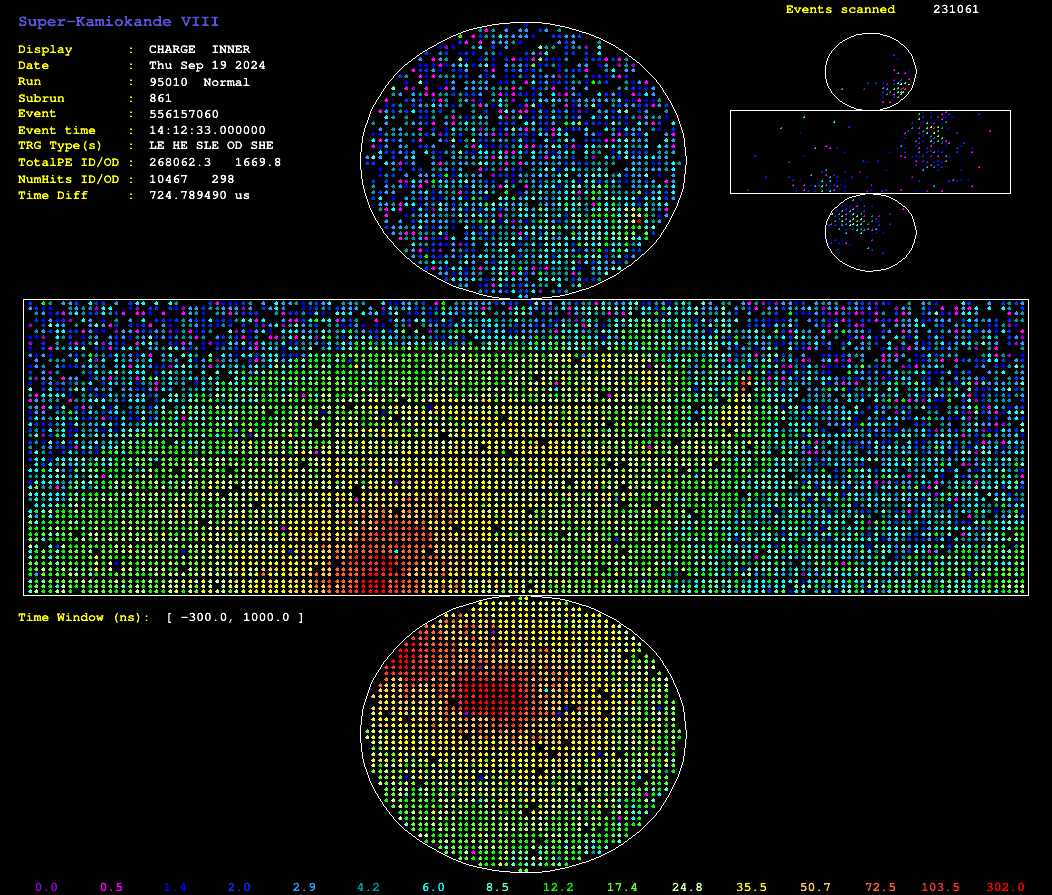 Super-Kamiokande VIII
Events scanned 231061
Display : CHARGE INNER
Date : Thu Sep 19 2024
Run : 95010 Normal
Subrun : 861
Event : 556157060
Event time : 14:12:33.000000
TRG Type(s) : LE HE SLE OD SHE
TotalPE ID/OD : 268062.3 1669.8
NumHits ID/OD : 10467 298
Time Diff : 724.789490 us
Time Window (ns): [ -300.0, 1000.0 ]
0.0 0.5 1.4 2.0 2.9 4.2 6.0 8.5 12.2 17.4 24.8 35.5 50.7 72.5 103.5 302.0